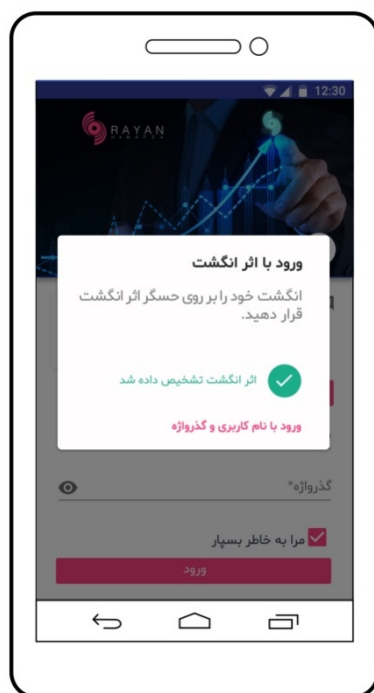 12:30
RAYAN
ورود با اثر انگشت
انگشت خود را بر روی حسگر اثر انگشت
قرار دهید.
اثر انگشت تشخیص داده شد
ورود با نام کاربری و گذرواژه
گذرواژه*
مرا به خاطر بسپار
ورود